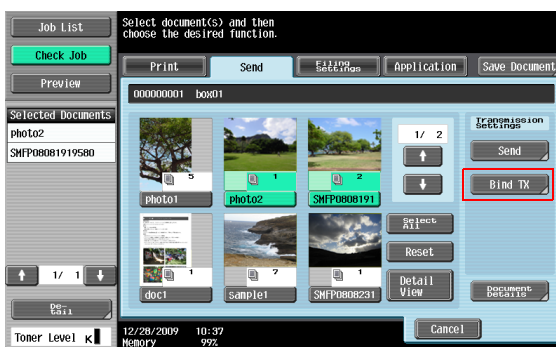 Job List
Select document(s) and then
choose the desired function.
Check Job
Preview
Print
Send
Filing
Settings
Application
Save Document
000000001 box01
Selected Documents
photo2
SMFP08081919580
5
photo1
1
photo2
2
SMFP0808191
1/ 2
Transmission
Settings
Send
Bind TX
Select
All
Reset
Detail
View
1
doc1
7
sample1
1
SMFP0808231
Document
Details
1/ 1
De-
tail
Toner Level K
12/28/2009 10:37
Memory 99%
Cancel